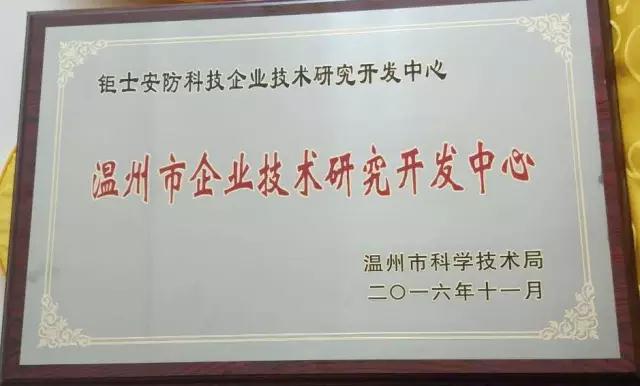 钜士安防科技企业技术研究开发中心
温州市企业技术研究开发中心
温州市科学技术局
二〇一六年十一月